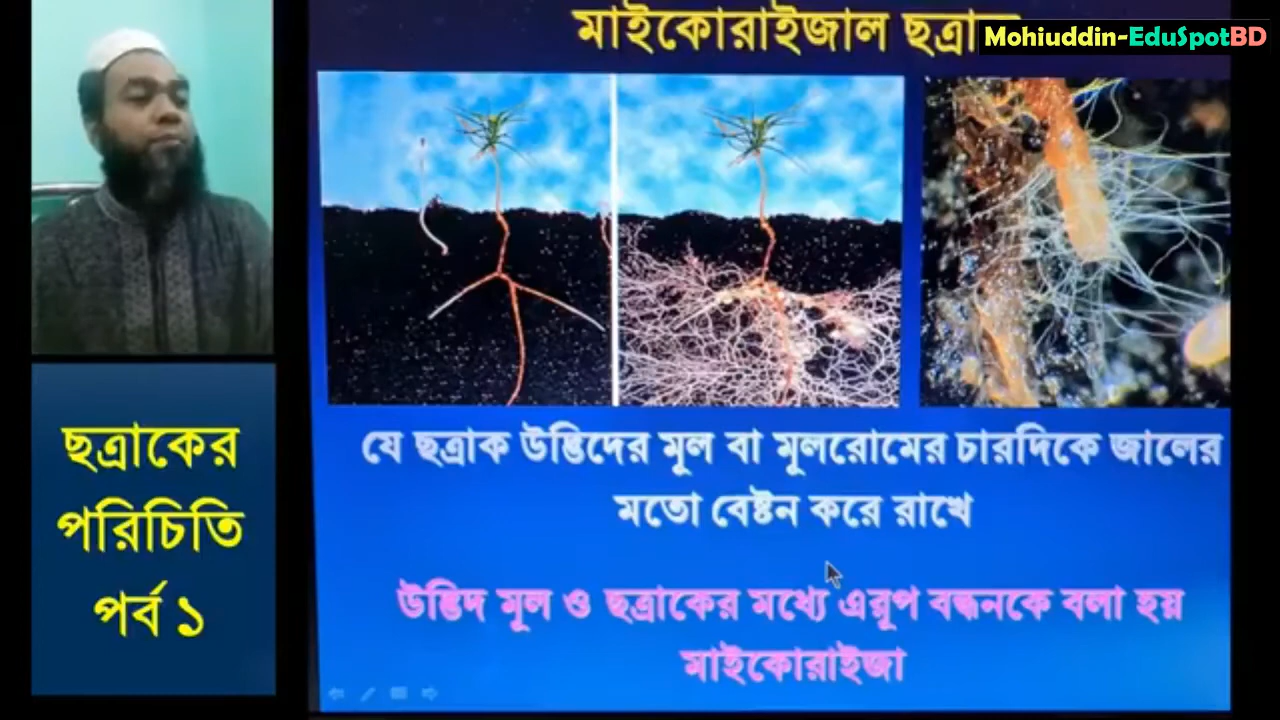 মাইকোরাইজাল
Mohiuddin-EduSpotBD
যে ছত্রাক উদ্ভিদের মূল বা মূলরোমের চারদিকে জালের
মতো বেষ্টন করে রাখে
উদ্ভিদ মূল ও ছত্রাকের মধ্যে এরূপ বন্ধনকে বলা হয়
মাইকোরাইজা
ছত্রাকের
পরিচিতি
পর্ব ১